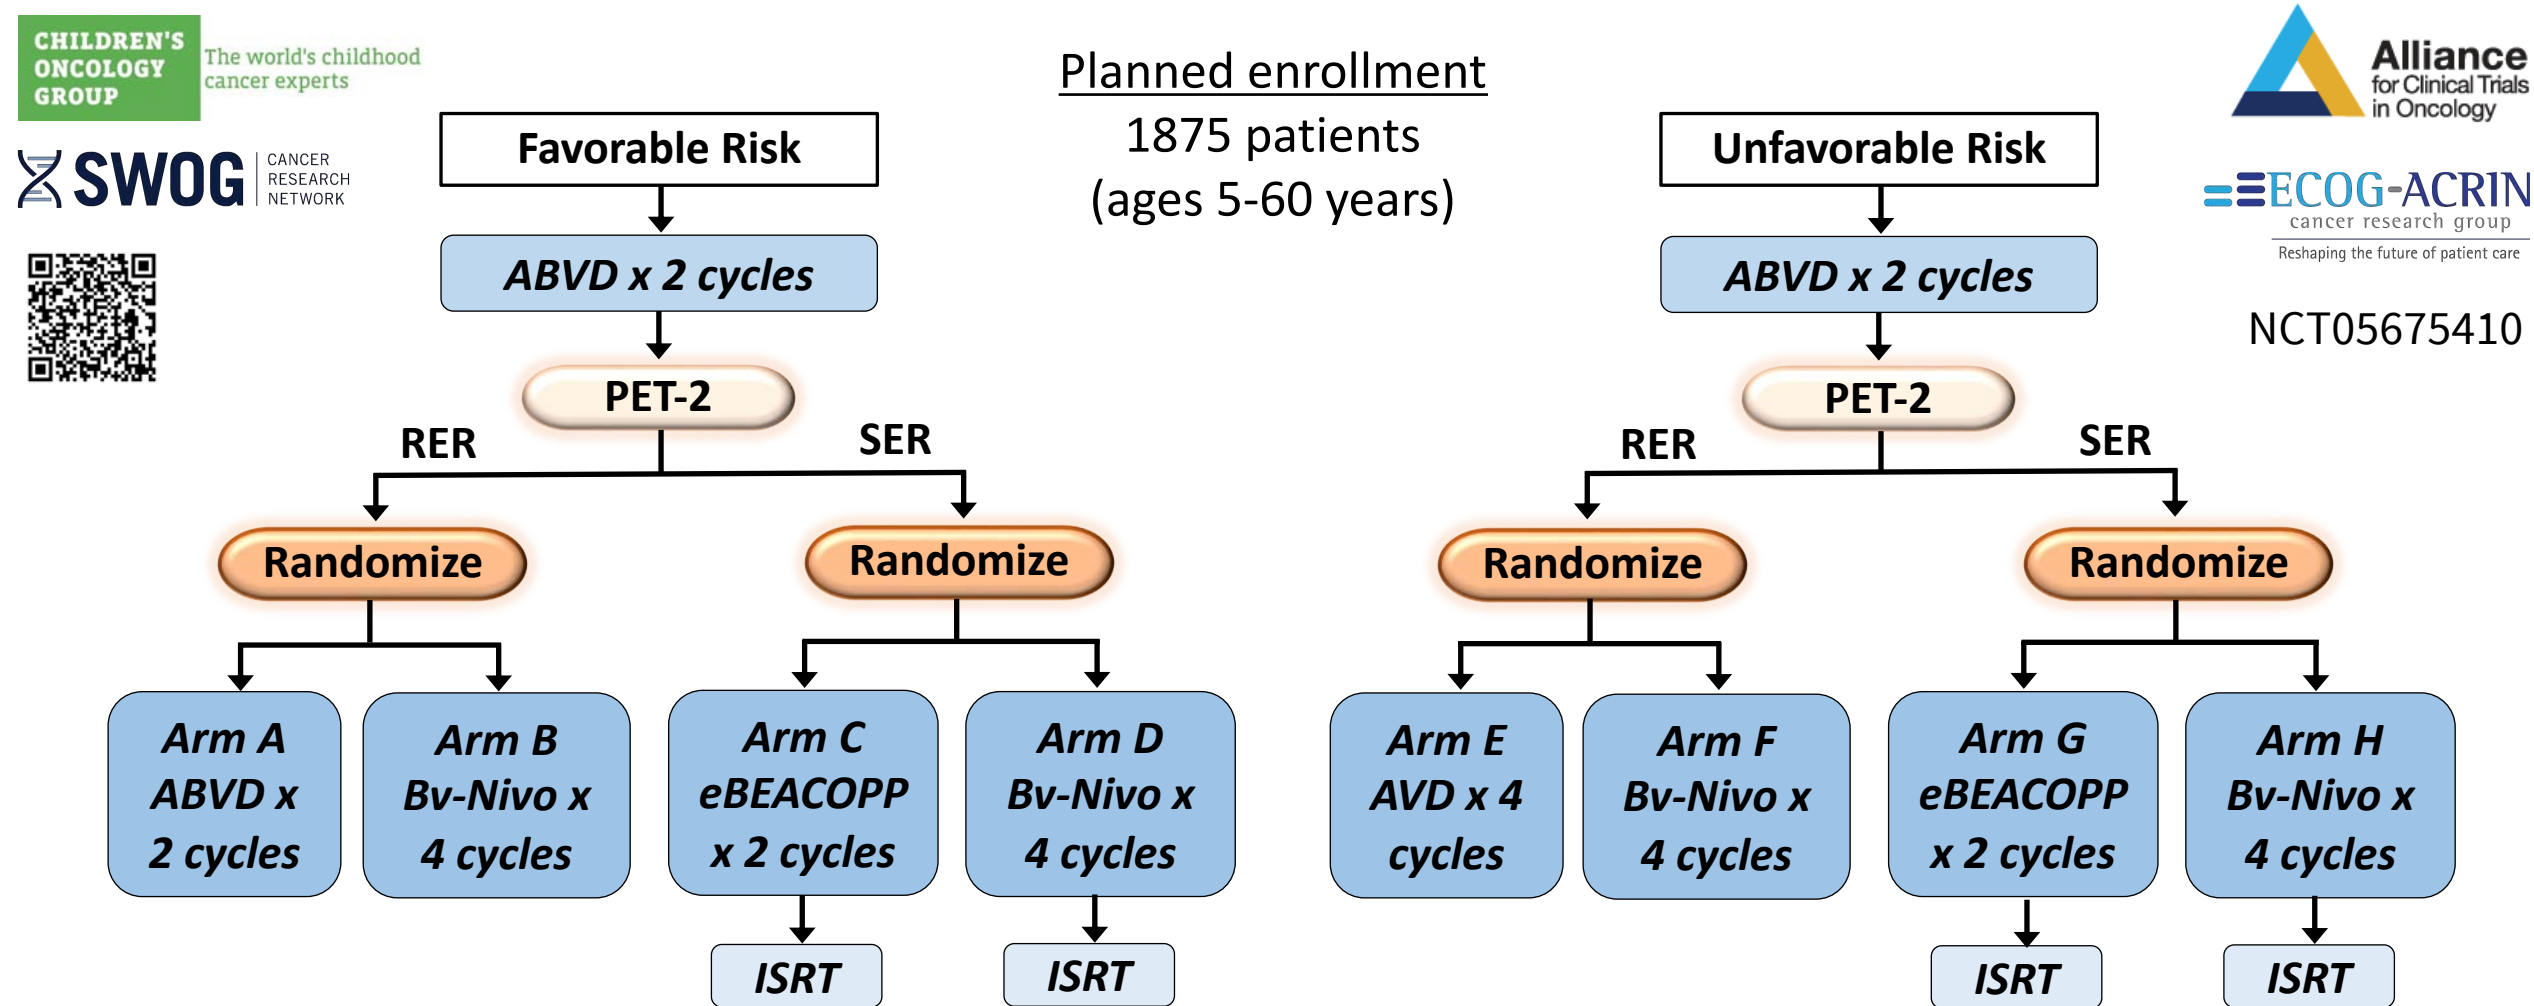 CHILDREN'S
ONCOLOGY
GROUP
The world's childhood
cancer experts
SWOG
CANCER
RESEARCH
NETWORK
Planned enrollment
1875 patients
(ages 5-60 years)
Alliance
for Clinical Trials
in Oncology
ECOG-ACRIN
cancer research group
Reshaping the future of patient care
NCT05675410
Favorable Risk
ABVD x 2 cycles
PET-2
RER
SER
Randomize
Randomize
Arm A
ABVD x
2 cycles
Arm B
Bv-Nivo x
4 cycles
Arm C
eBEACOPP
x 2 cycles
ISRT
Arm D
Bv-Nivo x
4 cycles
ISRT
Unfavorable Risk
ABVD x 2 cycles
PET-2
RER
SER
Randomize
Randomize
Arm E
AVD x 4
cycles
Arm F
Bv-Nivo x
4 cycles
Arm G
eBEACOPP
x 2 cycles
ISRT
Arm H
Bv-Nivo x
4 cycles
ISRT